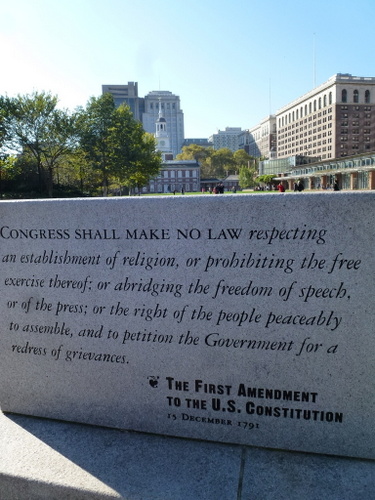 CONGRESS SHALL MAKE NO LAW respecting
an establishment of religion, or prohibiting the free
exercise thereof; or abridging the freedom of speech,
or of the press; or the right of the people peaceably
to assemble, and to petition the Government for a
redress of grievances.
THE FIRST AMENDMENT
TO THE U.S. CONSTITUTION
15 DECEMBER 1791